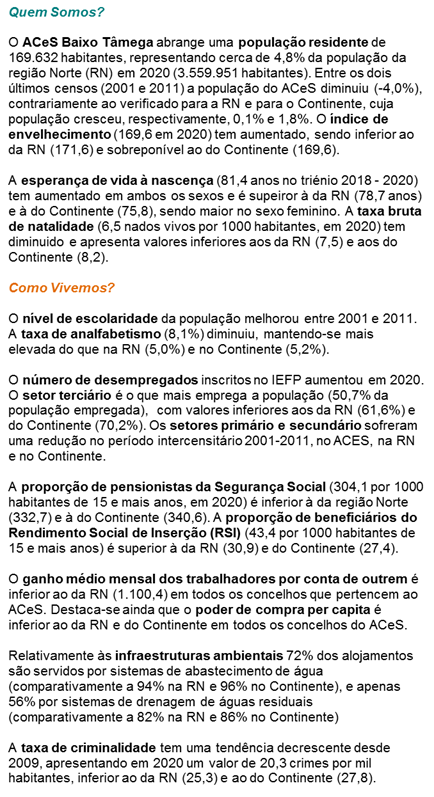 Quem Somos?
O ACeS Baixo Tâmega abrange uma população residente de
169.632 habitantes, representando cerca de 4,8% da população da
região Norte (RN) em 2020 (3.559.951 habitantes). Entre os dois
últimos censos (2001 e 2011) a população do ACeS diminuiu (-4,0%),
contrariamente ao verificado para a RN e para o Continente, cuja
população cresceu, respectivamente, 0,1% e 1,8%. O índice de
envelhecimento (169,6 em 2020) tem aumentado, sendo inferior ao
da RN (171,6) e sobreponível ao do Continente (169,6).
A esperança de vida à nascença (81,4 anos no triénio 2018 - 2020)
tem aumentado em ambos os sexos e é supeiror à da RN (78,7 anos)
e à do Continente (75,8), sendo maior no sexo feminino. A taxa bruta
de natalidade (6,5 nados vivos por 1000 habitantes, em 2020) tem
diminuido e apresenta valores inferiores aos da RN (7,5) e aos do
Continente (8,2).
Como Vivemos?
O nível de escolaridade da população melhorou entre 2001 e 2011.
A taxa de analfabetismo (8,1%) diminuiu, mantendo-se mais
elevada do que na RN (5,0%) e no Continente (5,2%).
O número de desempregados inscritos no IEFP aumentou em 2020.
O setor terciário é o que mais emprega a população (50,7% da
população empregada), com valores inferiores aos da RN (61,6%) e
do Continente (70,2%). Os setores primário e secundário sofreram
uma redução no período intercensitário 2001-2011, no ACES, na RN
e no Continente.
A proporção de pensionistas da Segurança Social (304,1 por 1000
habitantes de 15 e mais anos, em 2020) é inferior à da região Norte
(332,7) e à do Continente (340,6). A proporção de beneficiários do
Rendimento Social de Inserção (RSI) (43,4 por 1000 habitantes de
15 e mais anos) é superior à da RN (30,9) e do Continente (27,4).
O ganho médio mensal dos trabalhadores por conta de outrem é
inferior ao da RN (1.100,4) em todos os concelhos que pertencem ao
ACeS. Destaca-se ainda que o poder de compra per capita é
inferior ao da RN e do Continente em todos os concelhos do ACeS.
Relativamente às infraestruturas ambientais 72% dos alojamentos
são servidos por sistemas de abastecimento de água
(comparativamente a 94% na RN e 96% no Continente), e apenas
56% por sistemas de drenagem de águas residuais
(comparativamente a 82% na RN e 86% no Continente)
A taxa de criminalidade tem uma tendência decrescente desde
2009, apresentando em 2020 um valor de 20,3 crimes por mil
habitantes, inferior ao da RN (25,3) e ao do Continente (27,8).